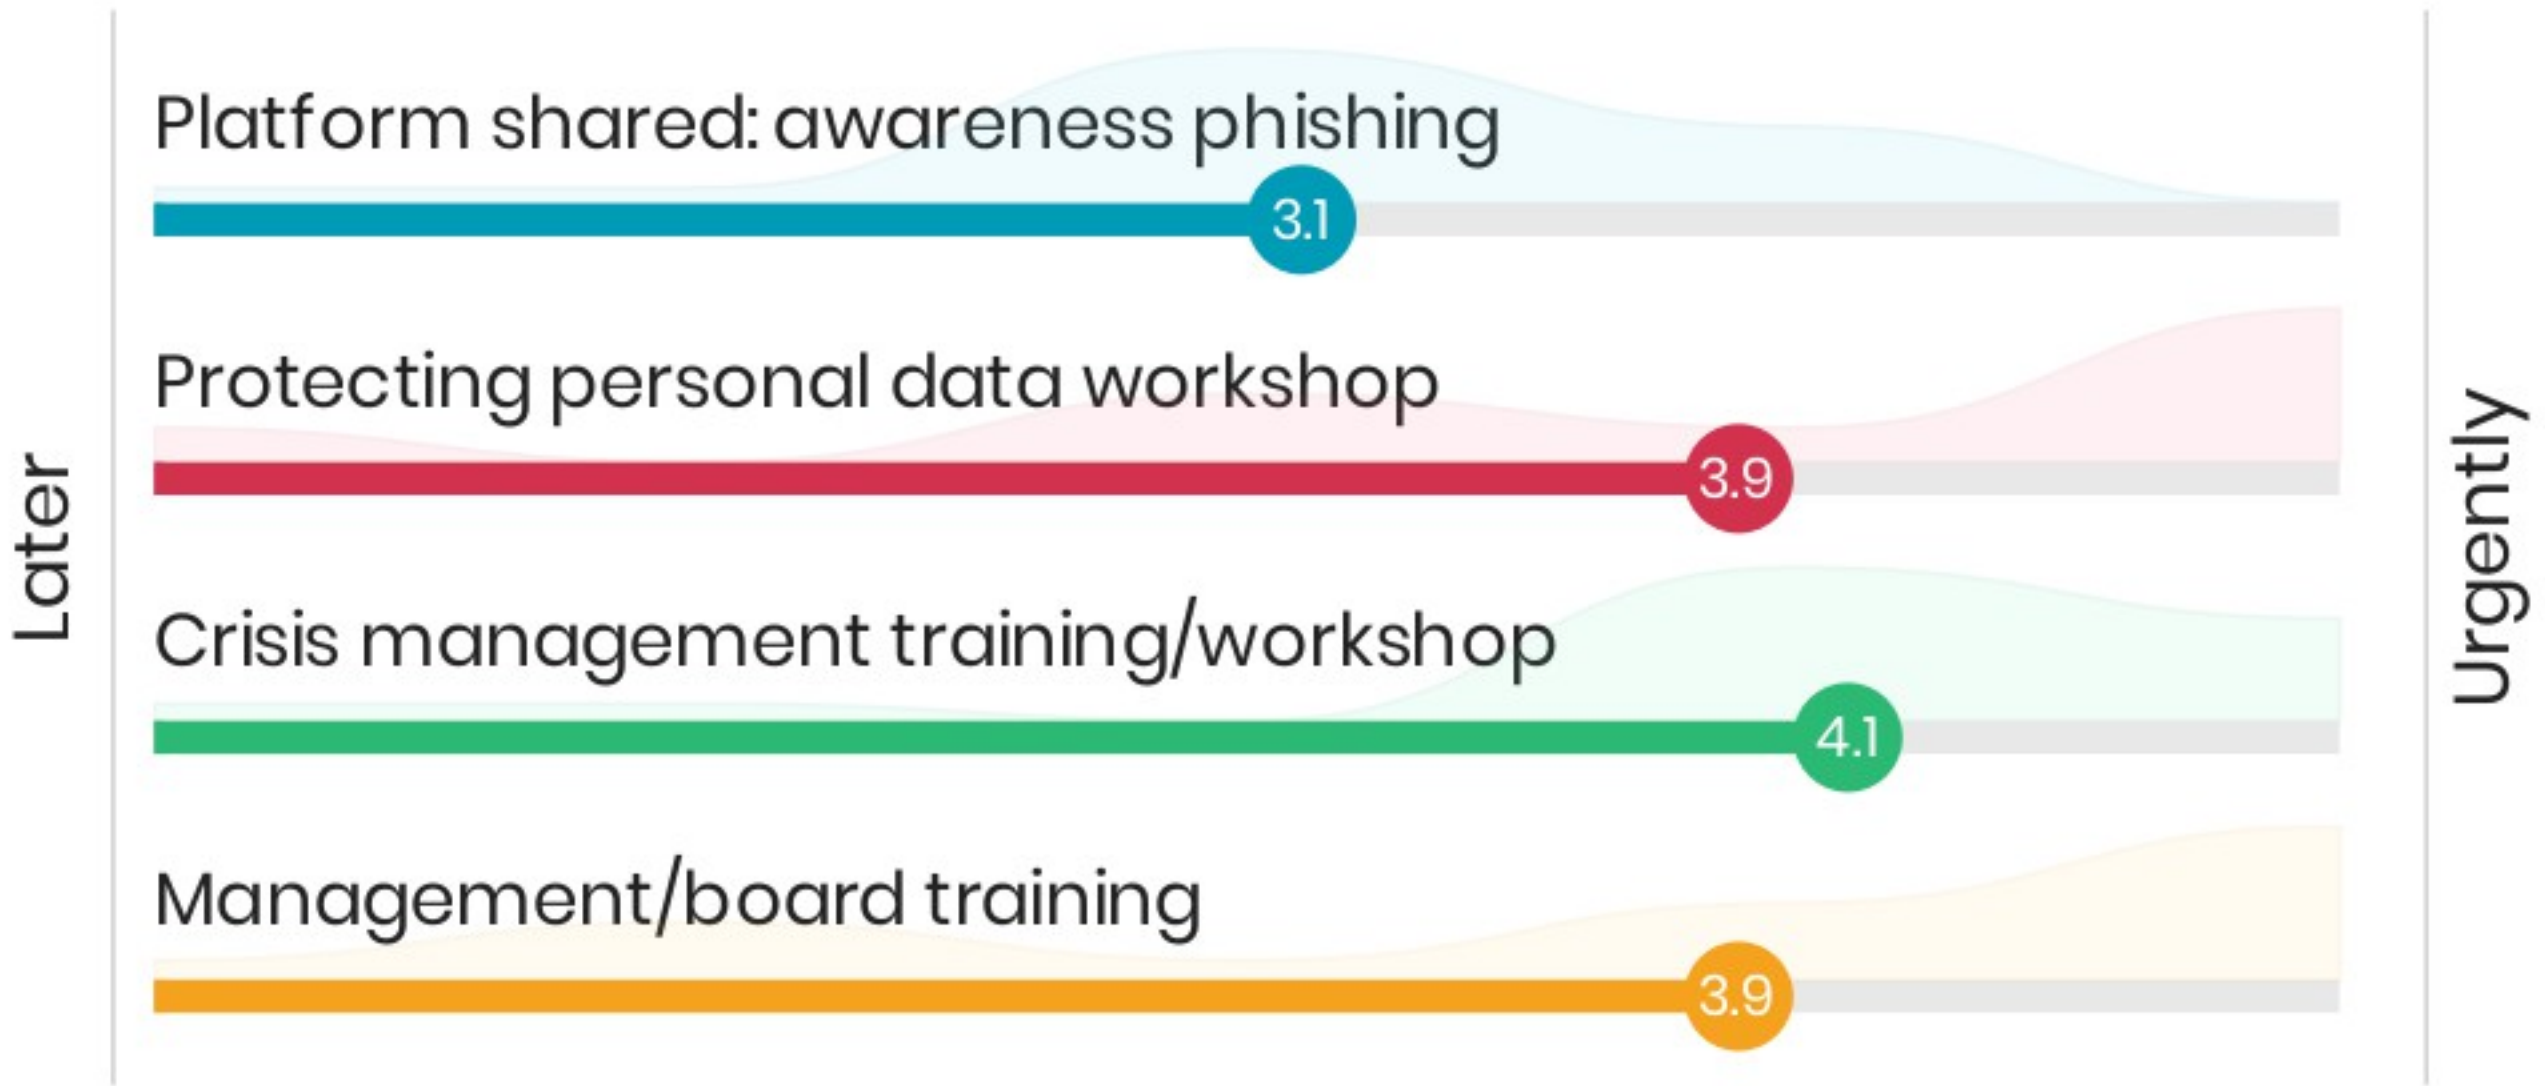 Later
Platform shared: awareness phishing
3.1
Protecting personal data workshop
3.9
Crisis management training/workshop
4.1
Management/board training
3.9
Urgently